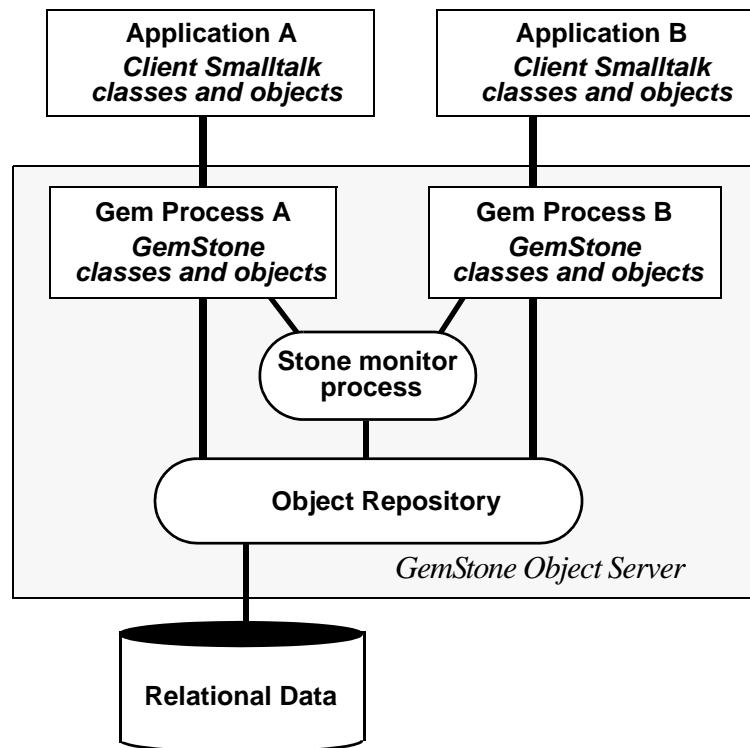 Application A
Client Smalltalk
classes and objects
Application B
Client Smalltalk
classes and objects
Gem Process A
GemStone
classes and objects
Gem Process B
GemStone
classes and objects
Stone monitor
process
Object Repository
GemStone Object Server
Relational Data